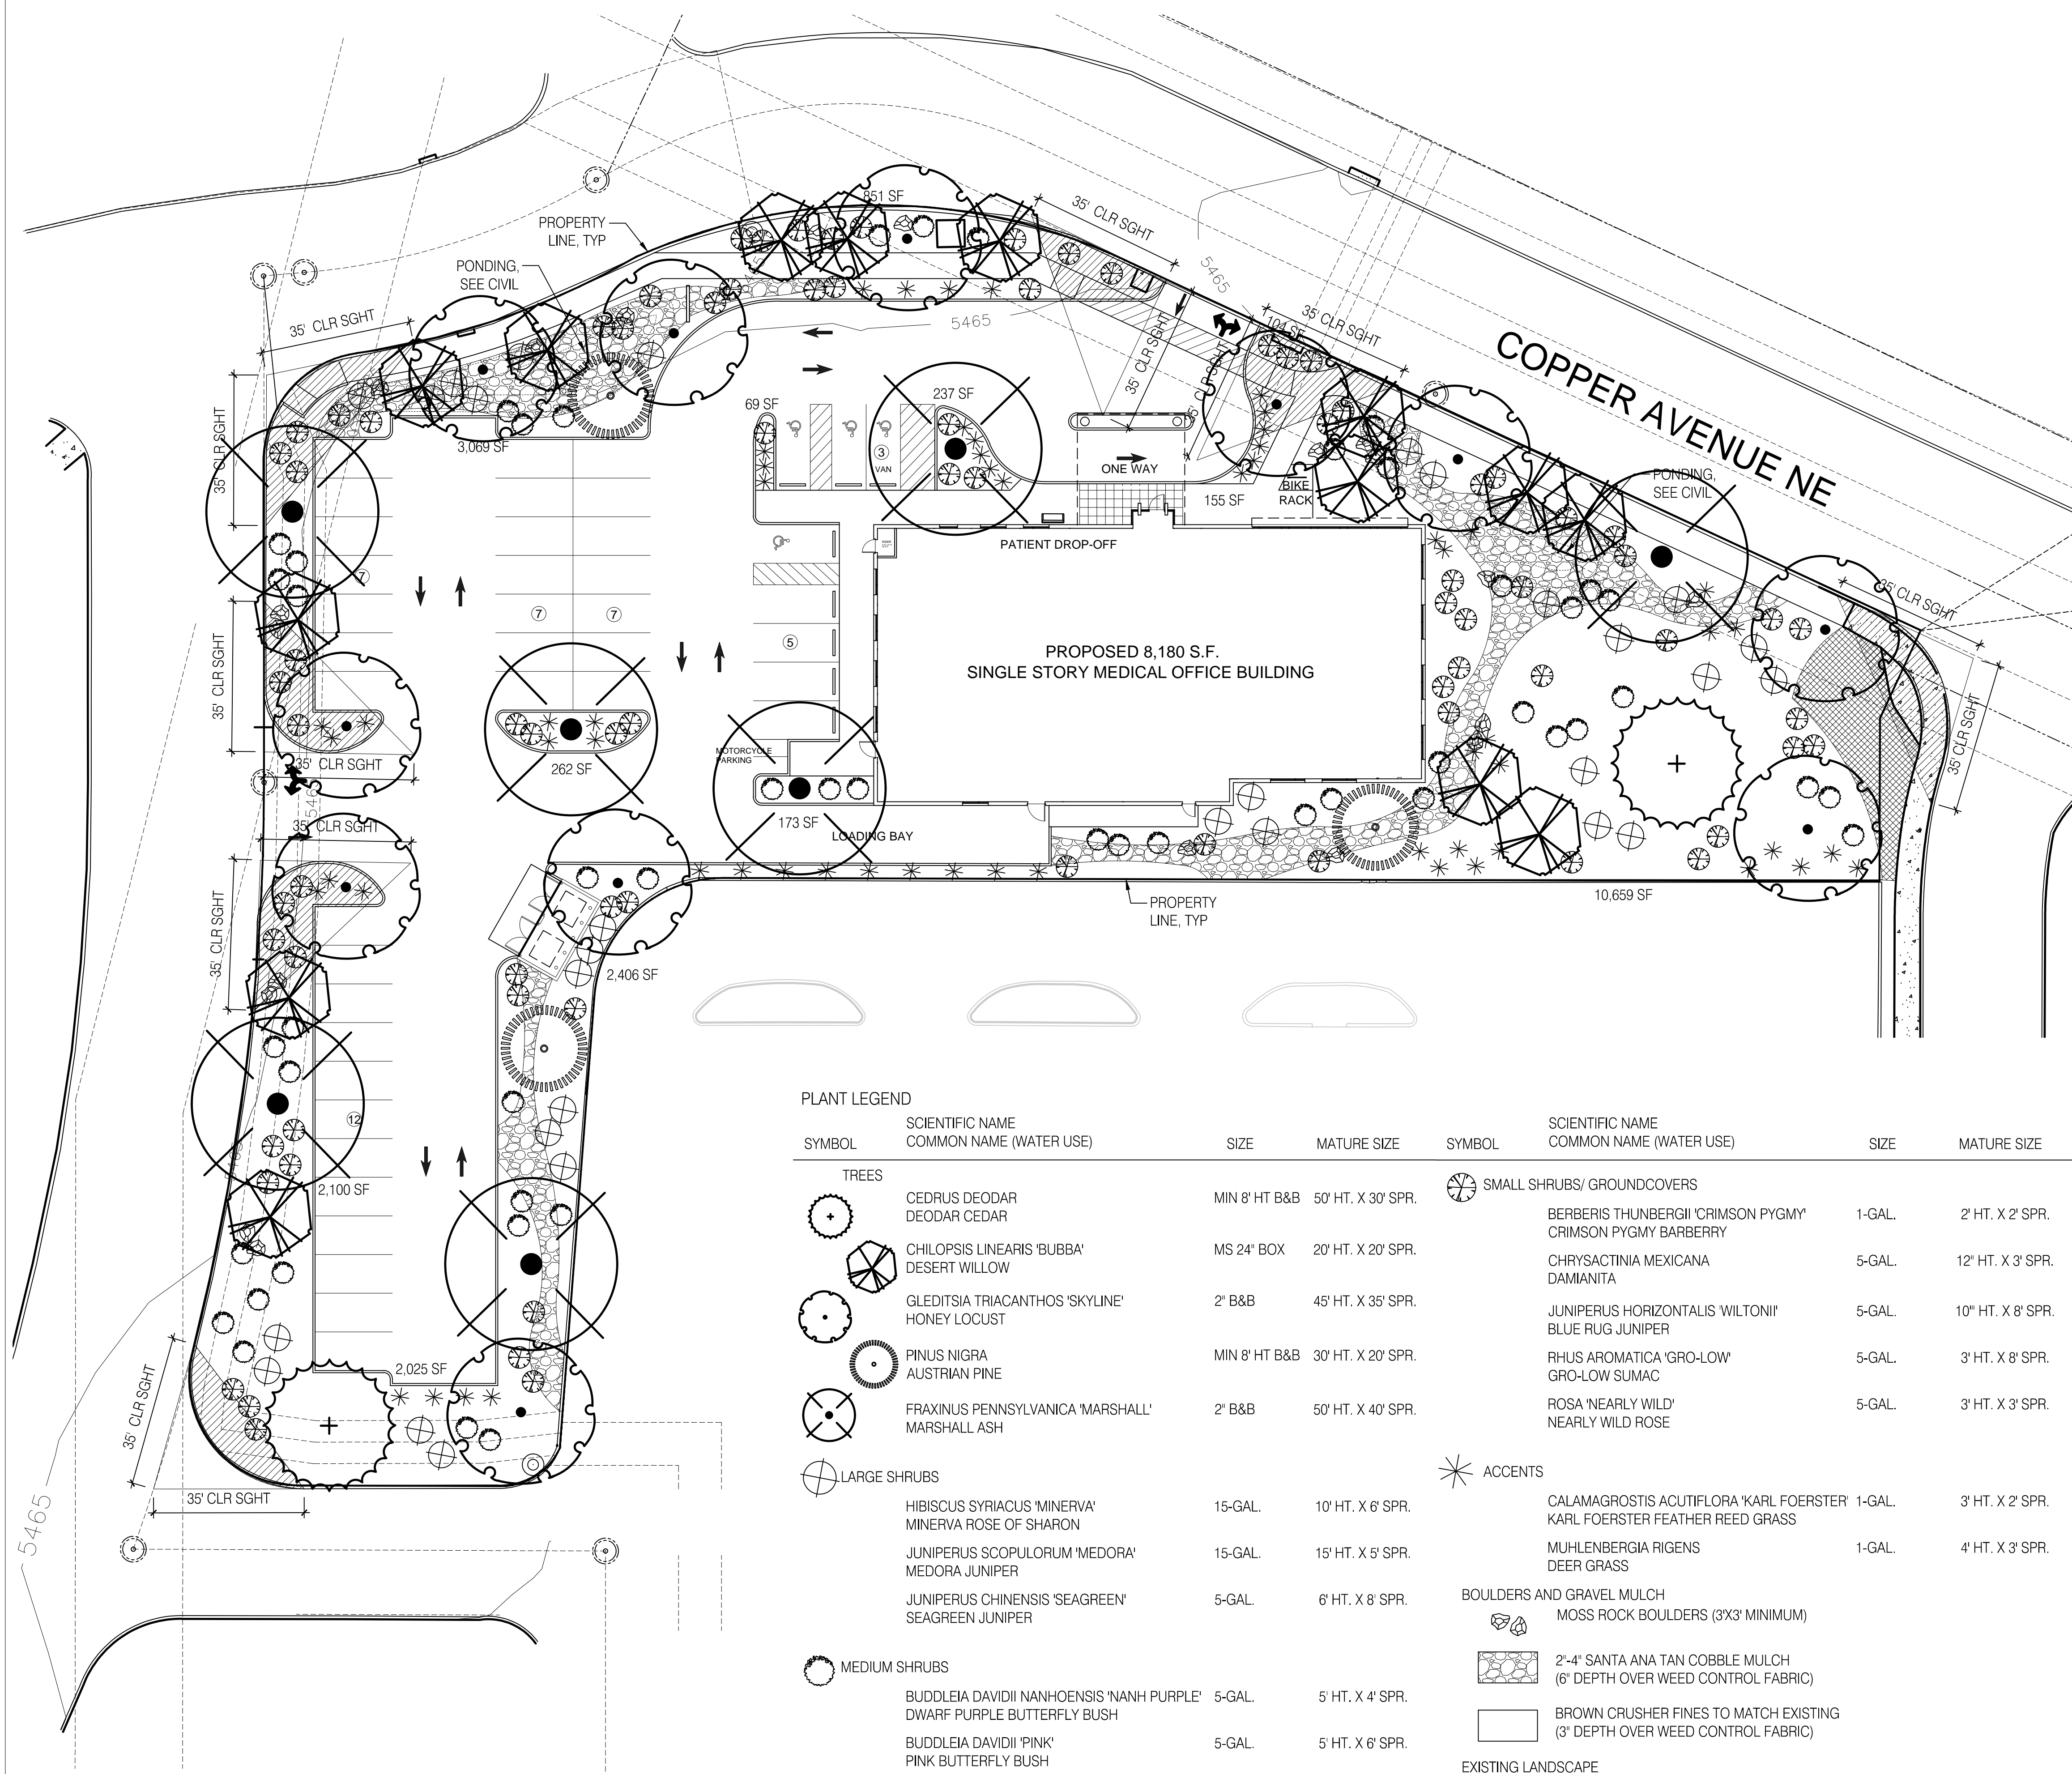 851 SF
35' CLR SGHT
PROPERTY
LINE, TYP
PONDING,
SEE CIVIL
5465
35' CLR SGHT
5465
104 SF
35' CLR SGHT
35' CLR SGHT
35' CLR SGHT
COPPER AVENUE NE
35' CLR SGHT
69 SF
237 SF
3
VAN
3,069 SF
ONE WAY
155 SF
BIKE
RACK
PONDING,
SEE CIVIL
PATIENT DROP-OFF
7
7
7
5
35' CLR SGHT
35' CLR SGHT
35' CLR SGHT
PROPOSED 8,180 S.F.
SINGLE STORY MEDICAL OFFICE BUILDING
MOTORCYCLE
PARKING
35' CLR SGHT
262 SF
173 SF
LOADING BAY
35' CLR SGHT
35' CLR SGHT
PROPERTY
LINE, TYP
10,659 SF
2,406 SF
12
2,100 SF
2,025 SF
35' CLR SGHT
35' CLR SGHT
5465
PLANT LEGEND
SYMBOL SCIENTIFIC NAME
COMMON NAME (WATER USE) SIZE MATURE SIZE
TREES
CEDRUS DEODAR MIN 8' HT B&B 50' HT. X 30' SPR.
DEODAR CEDAR
CHILOPSIS LINEARIS 'BUBBA' MS 24" BOX 20' HT. X 20' SPR.
DESERT WILLOW
GLEDITSIA TRIACANTHOS 'SKYLINE' 2" B&B 45' HT. X 35' SPR.
HONEY LOCUST
PINUS NIGRA MIN 8' HT B&B 30' HT. X 20' SPR.
AUSTRIAN PINE
FRAXINUS PENNSYLVANICA 'MARSHALL' 2" B&B 50' HT. X 40' SPR.
MARSHALL ASH
LARGE SHRUBS
HIBISCUS SYRIACUS 'MINERVA' 15-GAL. 10' HT. X 6' SPR.
MINERVA ROSE OF SHARON
JUNIPERUS SCOPULORUM 'MEDORA' 15-GAL. 15' HT. X 5' SPR.
MEDORA JUNIPER
JUNIPERUS CHINENSIS 'SEAGREEN' 5-GAL. 6' HT. X 8' SPR.
SEAGREEN JUNIPER
MEDIUM SHRUBS
BUDDLEIA DAVIDII NANHOENSIS 'NANH PURPLE' 5-GAL. 5' HT. X 4' SPR.
DWARF PURPLE BUTTERFLY BUSH
BUDDLEIA DAVIDII 'PINK' 5-GAL. 5' HT. X 6' SPR.
PINK BUTTERFLY BUSH
SYMBOL SCIENTIFIC NAME
COMMON NAME (WATER USE) SIZE MATURE SIZE
SMALL SHRUBS/ GROUNDCOVERS
BERBERIS THUNBERGII 'CRIMSON PYGMY' 1-GAL. 2' HT. X 2' SPR.
CRIMSON PYGMY BARBERRY
CHRYSACTINIA MEXICANA 5-GAL. 12" HT. X 3' SPR.
DAMIANITA
JUNIPERUS HORIZONTALIS 'WILTONII' 5-GAL. 10'" HT. X 8' SPR.
BLUE RUG JUNIPER
RHUS AROMATICA 'GRO-LOW' 5-GAL. 3' HT. X 8' SPR.
GRO-LOW SUMAC
ROSA 'NEARLY WILD' 5-GAL. 3' HT. X 3' SPR.
NEARLY WILD ROSE
ACCENTS
CALAMAGROSTIS ACUTIFLORA 'KARL FOERSTER' 1-GAL. 3' HT. X 2' SPR.
KARL FOERSTER FEATHER REED GRASS
MUHLENBERGIA RIGENS 1-GAL. 4' HT. X 3' SPR.
DEER GRASS
BOULDERS AND GRAVEL MULCH
MOSS ROCK BOULDERS (3'X3' MINIMUM)
2"-4" SANTA ANA TAN COBBLE MULCH
(6" DEPTH OVER WEED CONTROL FABRIC)
BROWN CRUSHER FINES TO MATCH EXISTING
(3" DEPTH OVER WEED CONTROL FABRIC)
EXISTING LANDSCAPE